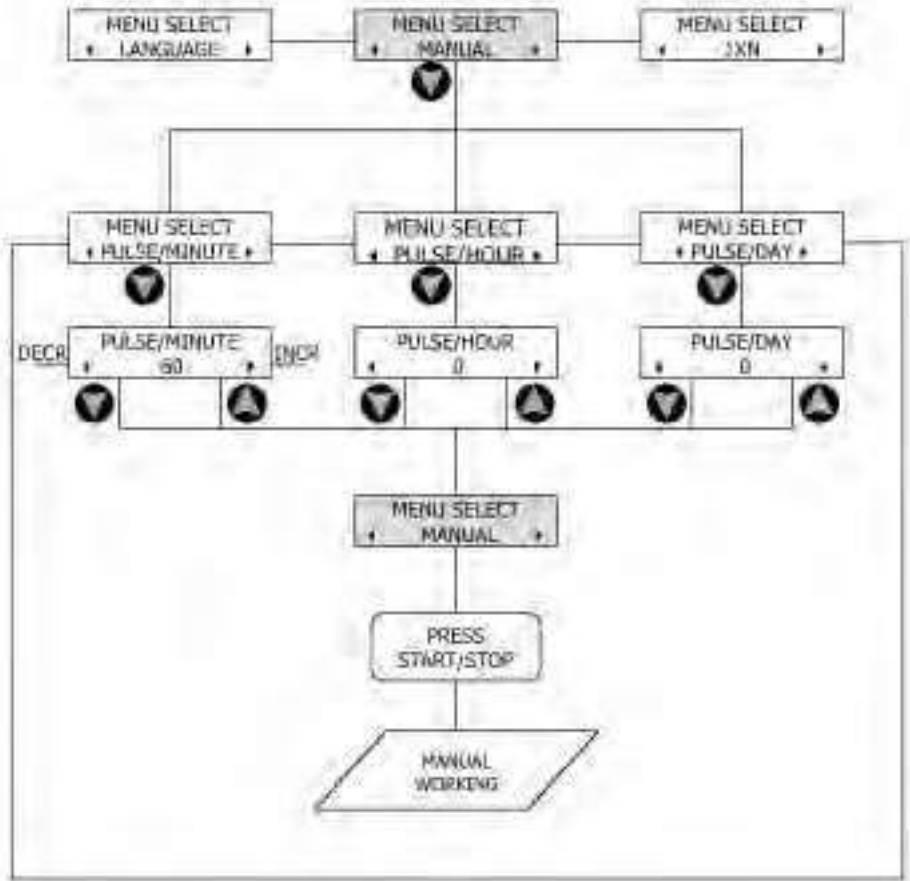 MENU SELECT
LANGUAGE
MENU SELECT
MANUAL
MENU SELECT
1XN
MENU SELECT
PULSE/MINUTE
MENU SELECT
PULSE/HOUR
MENU SELECT
PULSE/DAY
DECR
PULSE/MINUTE
60
INCR
PULSE/HOUR
0
PULSE/DAY
0
MENU SELECT
MANUAL
PRESS
START/STOP
MANUAL
WORKING